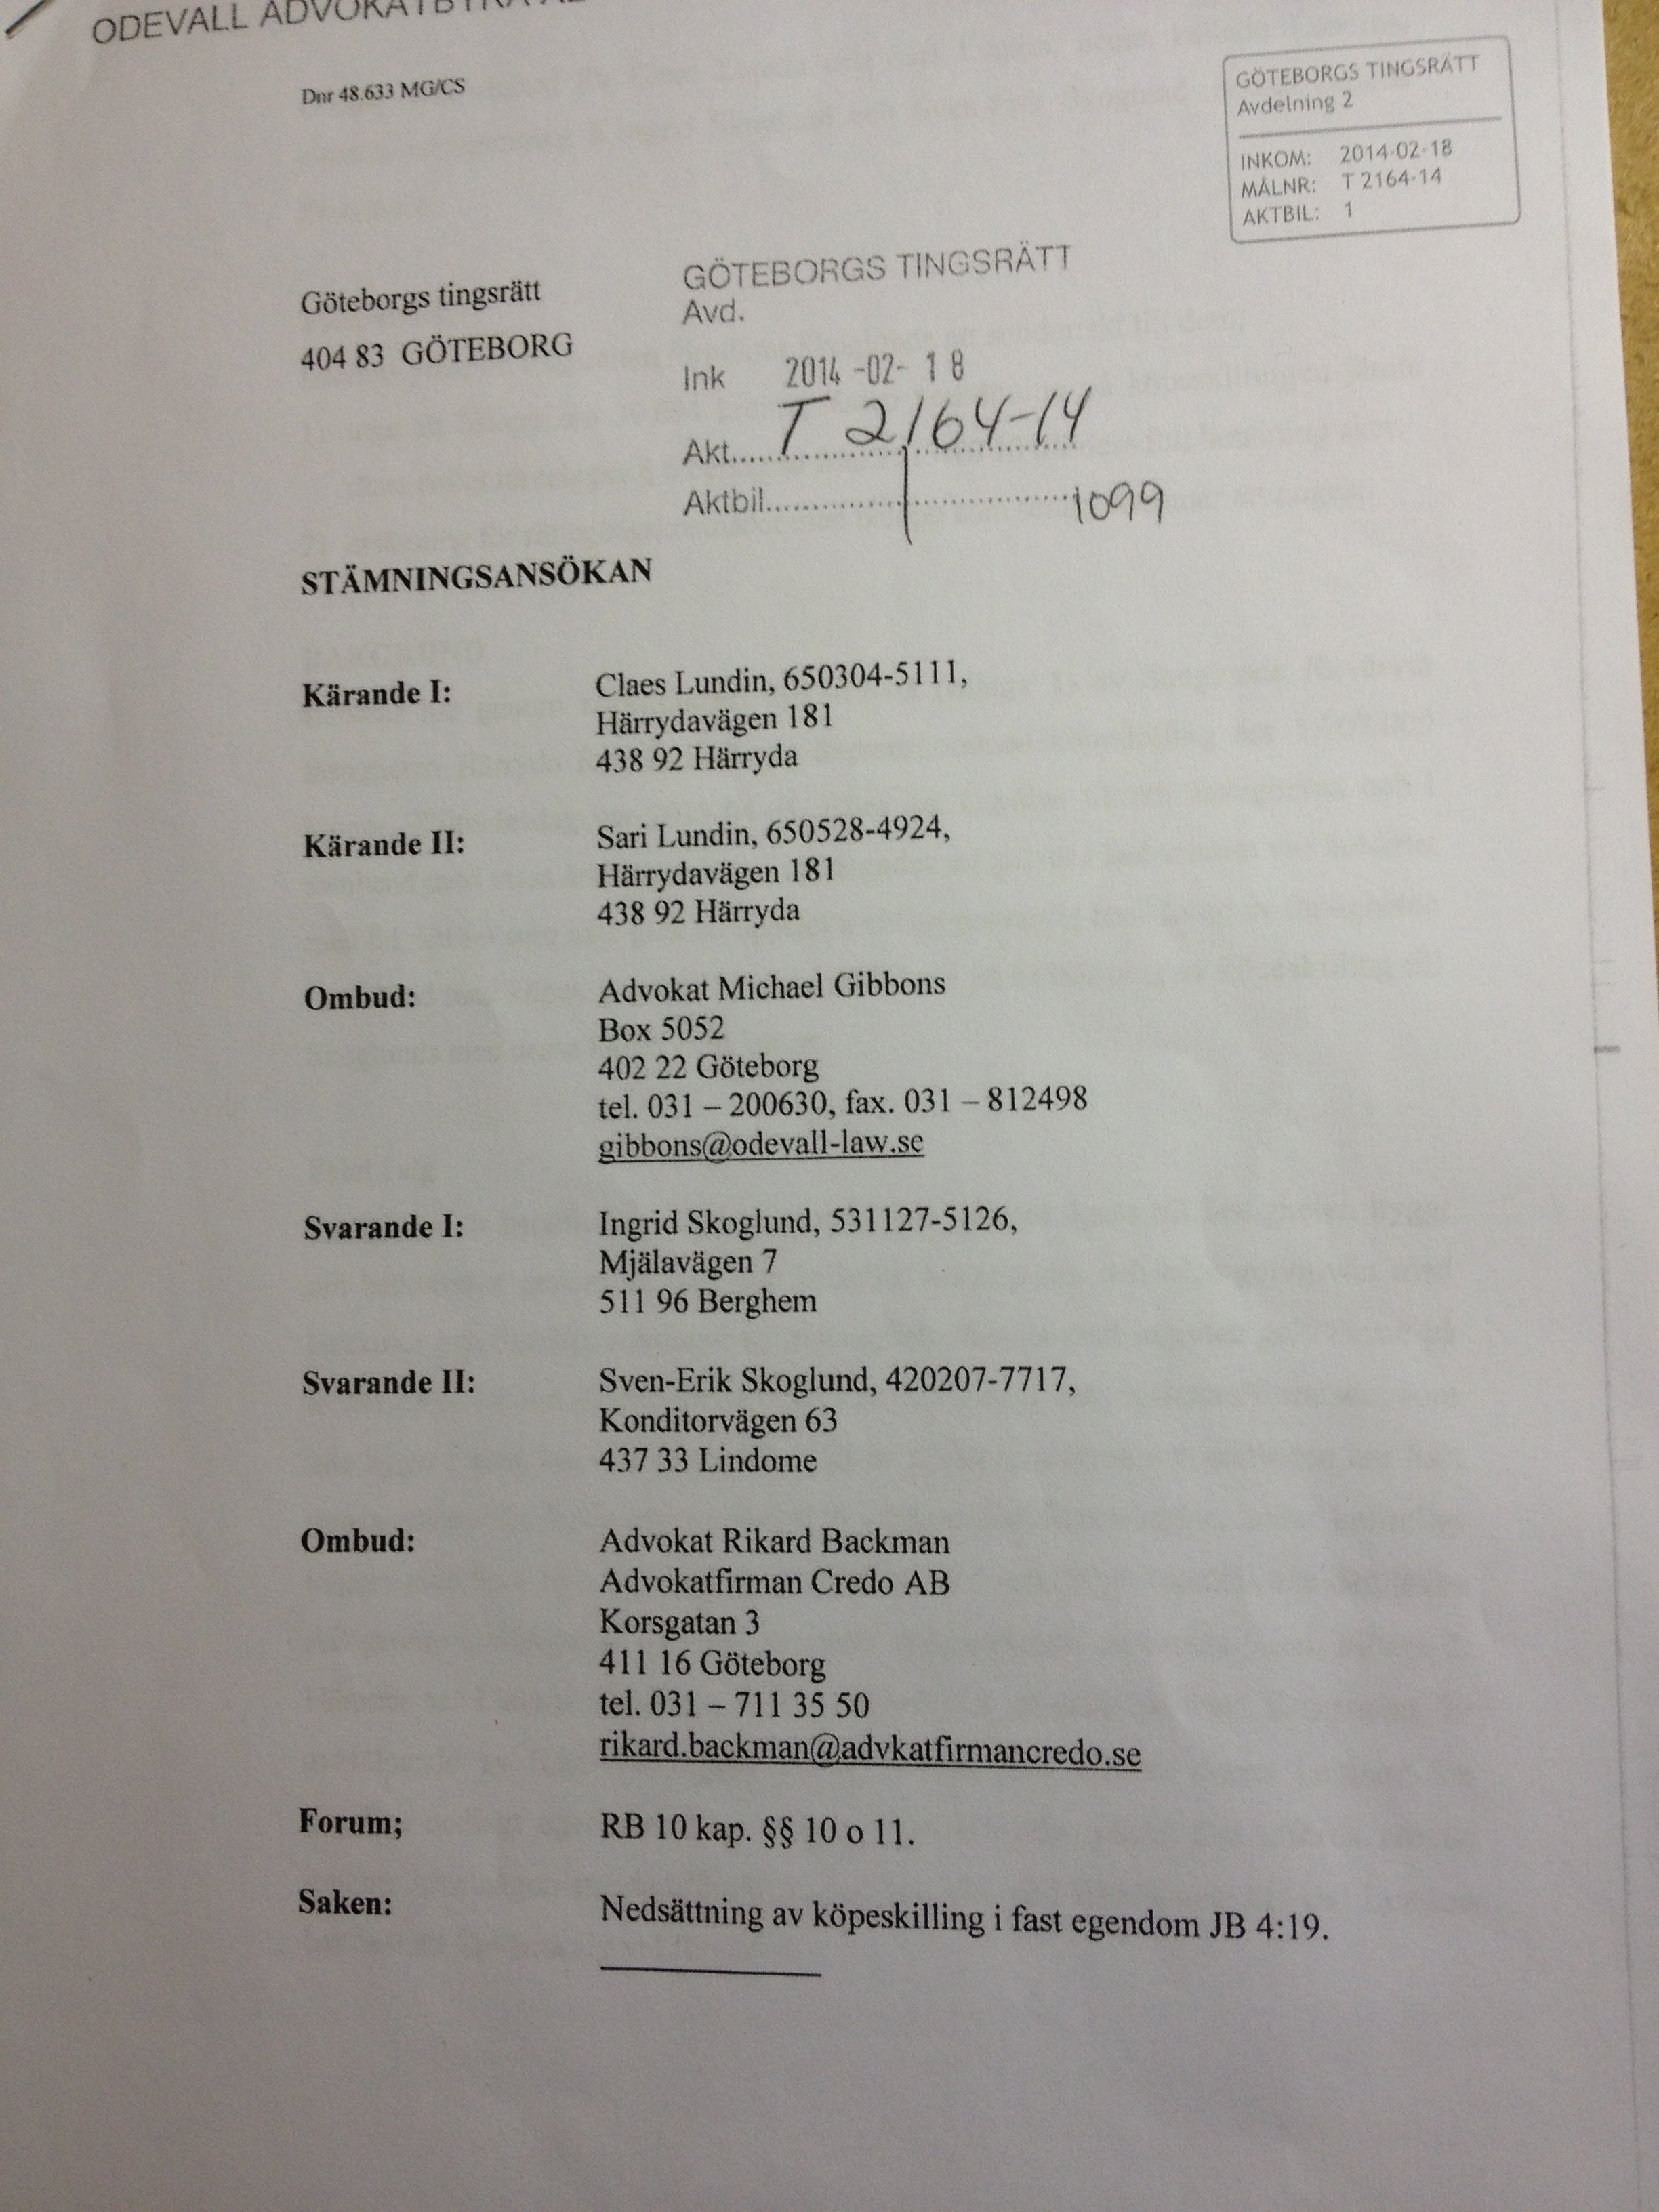 ODEVALL ADVOKATBYRÅ AB
Dnr 48.633 MG/CS
GÖTEBORGS TINGSRÄTT
Avdelning 2
INKOM: 2014-02-18
MÅLNR: T 2164-14
AKTBIL: 1
Göteborgs tingsrätt
404 83 GÖTEBORG
GÖTEBORGS TINGSRÄTT
Avd.
Ink 2014 -02- 18
Akt..... T 2164-14
Aktbil..... 1 1099
STÄMNINGSANSÖKAN
Kärande I: Claes Lundin, 650304-5111,
Härrydavägen 181
438 92 Härryda
Kärande II: Sari Lundin, 650528-4924,
Härrydavägen 181
438 92 Härryda
Ombud: Advokat Michael Gibbons
Box 5052
402 22 Göteborg
tel. 031 – 200630, fax. 031 – 812498
gibbons@odevall-law.se
Svarande I: Ingrid Skoglund, 531127-5126,
Mjälavägen 7
511 96 Berghem
Svarande II: Sven-Erik Skoglund, 420207-7717,
Konditorvägen 63
437 33 Lindome
Ombud: Advokat Rikard Backman
Advokatfirman Credo AB
Korsgatan 3
411 16 Göteborg
tel. 031 – 711 35 50
rikard.backman@advkatfirmancredo.se
Forum; RB 10 kap. §§ 10 o 11.
Saken: Nedsättning av köpeskilling i fast egendom JB 4:19.